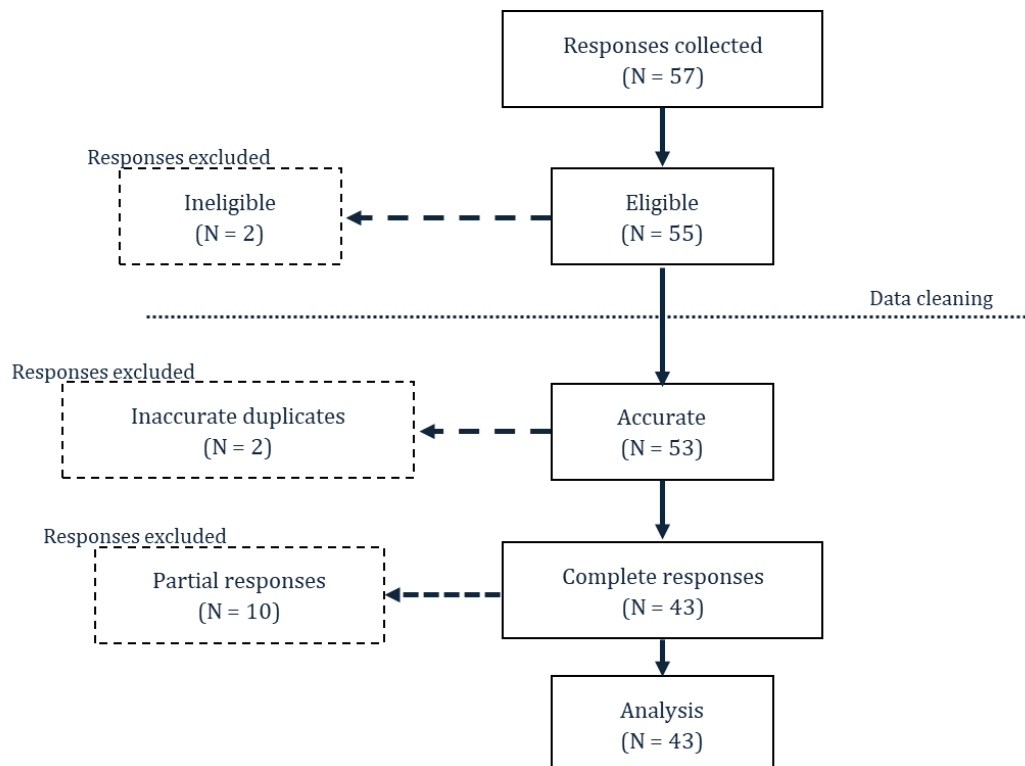 Responses collected
(N = 57)
Responses excluded
Ineligible
(N = 2)
Eligible
(N = 55)
Data cleaning
Responses excluded
Inaccurate duplicates
(N = 2)
Accurate
(N = 53)
Responses excluded
Partial responses
(N = 10)
Complete responses
(N = 43)
Analysis
(N = 43)